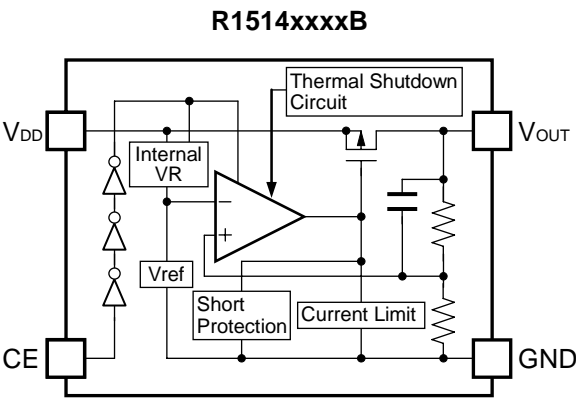 R1514xxxxB
Thermal Shutdown
Circuit
VDD
VOUT
Internal
VR
−
+
Vref
Short
Protection
Current Limit
CE
GND